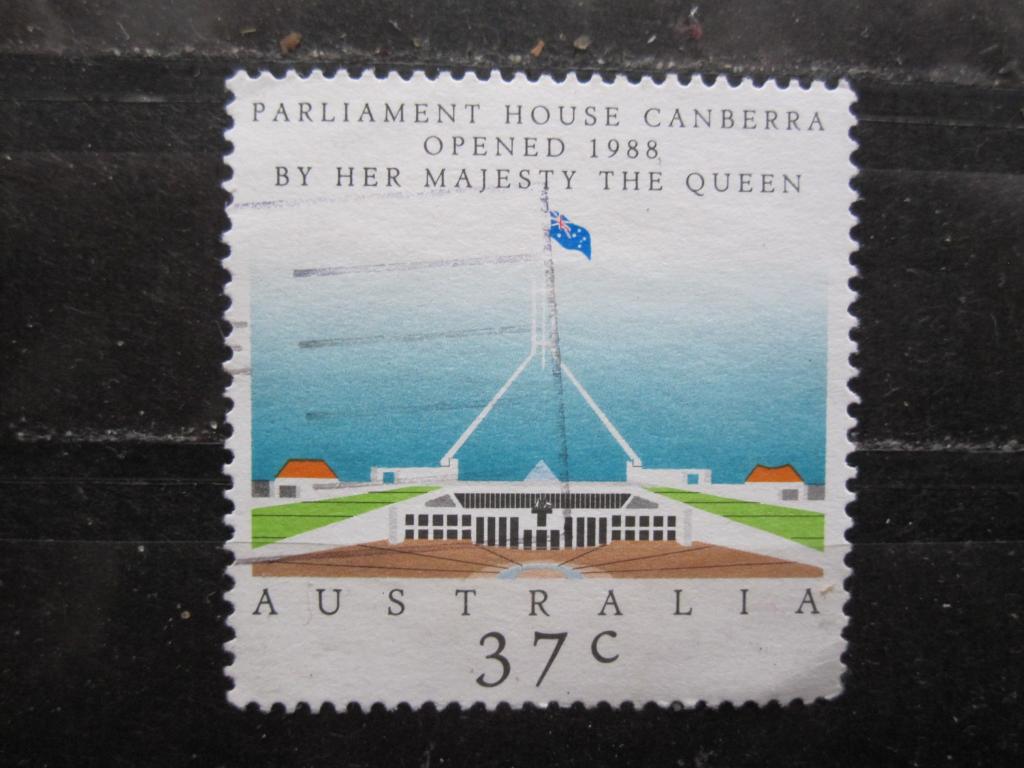 PARLIAMENT HOUSE CANBERRA
OPENED 1988
BY HER MAJESTY THE QUEEN
AUSTRALIA
37c